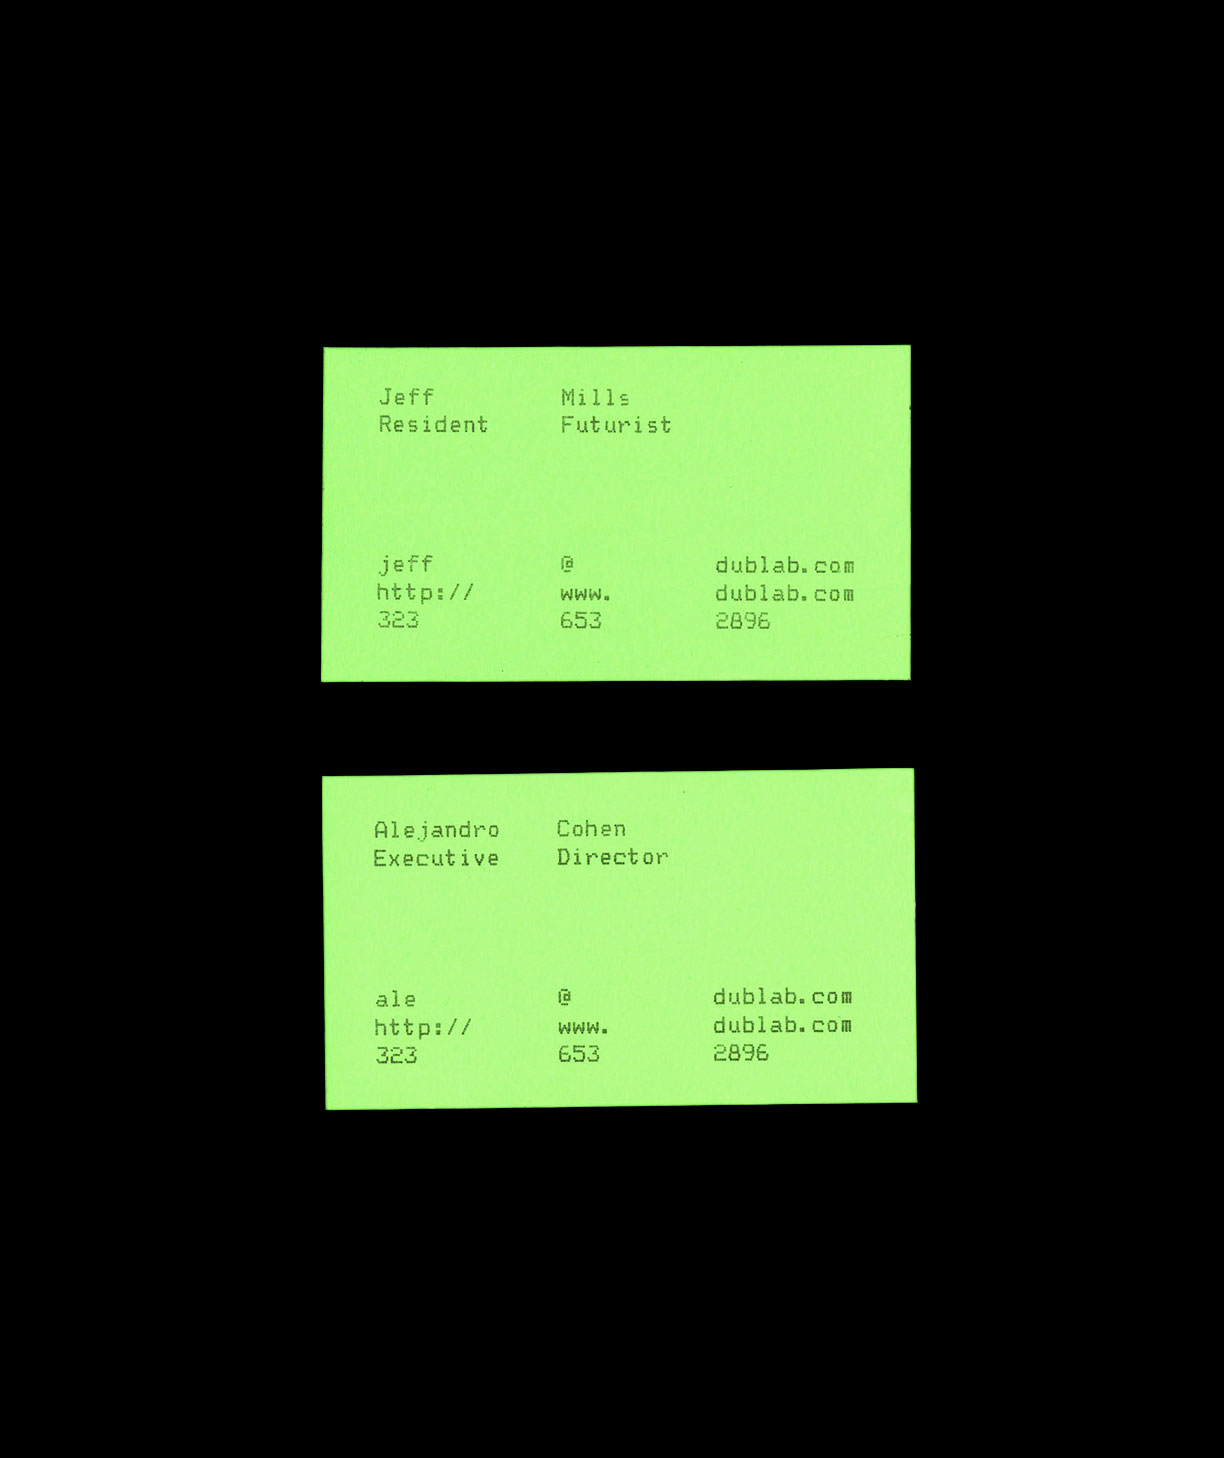 Jeff Mills
Resident Futurist
jeff @ dublab.com
http:// www. dublab.com
323 653 2896
Alejandro Cohen
Executive Director
ale @ dublab.com
http:// www. dublab.com
323 653 2896